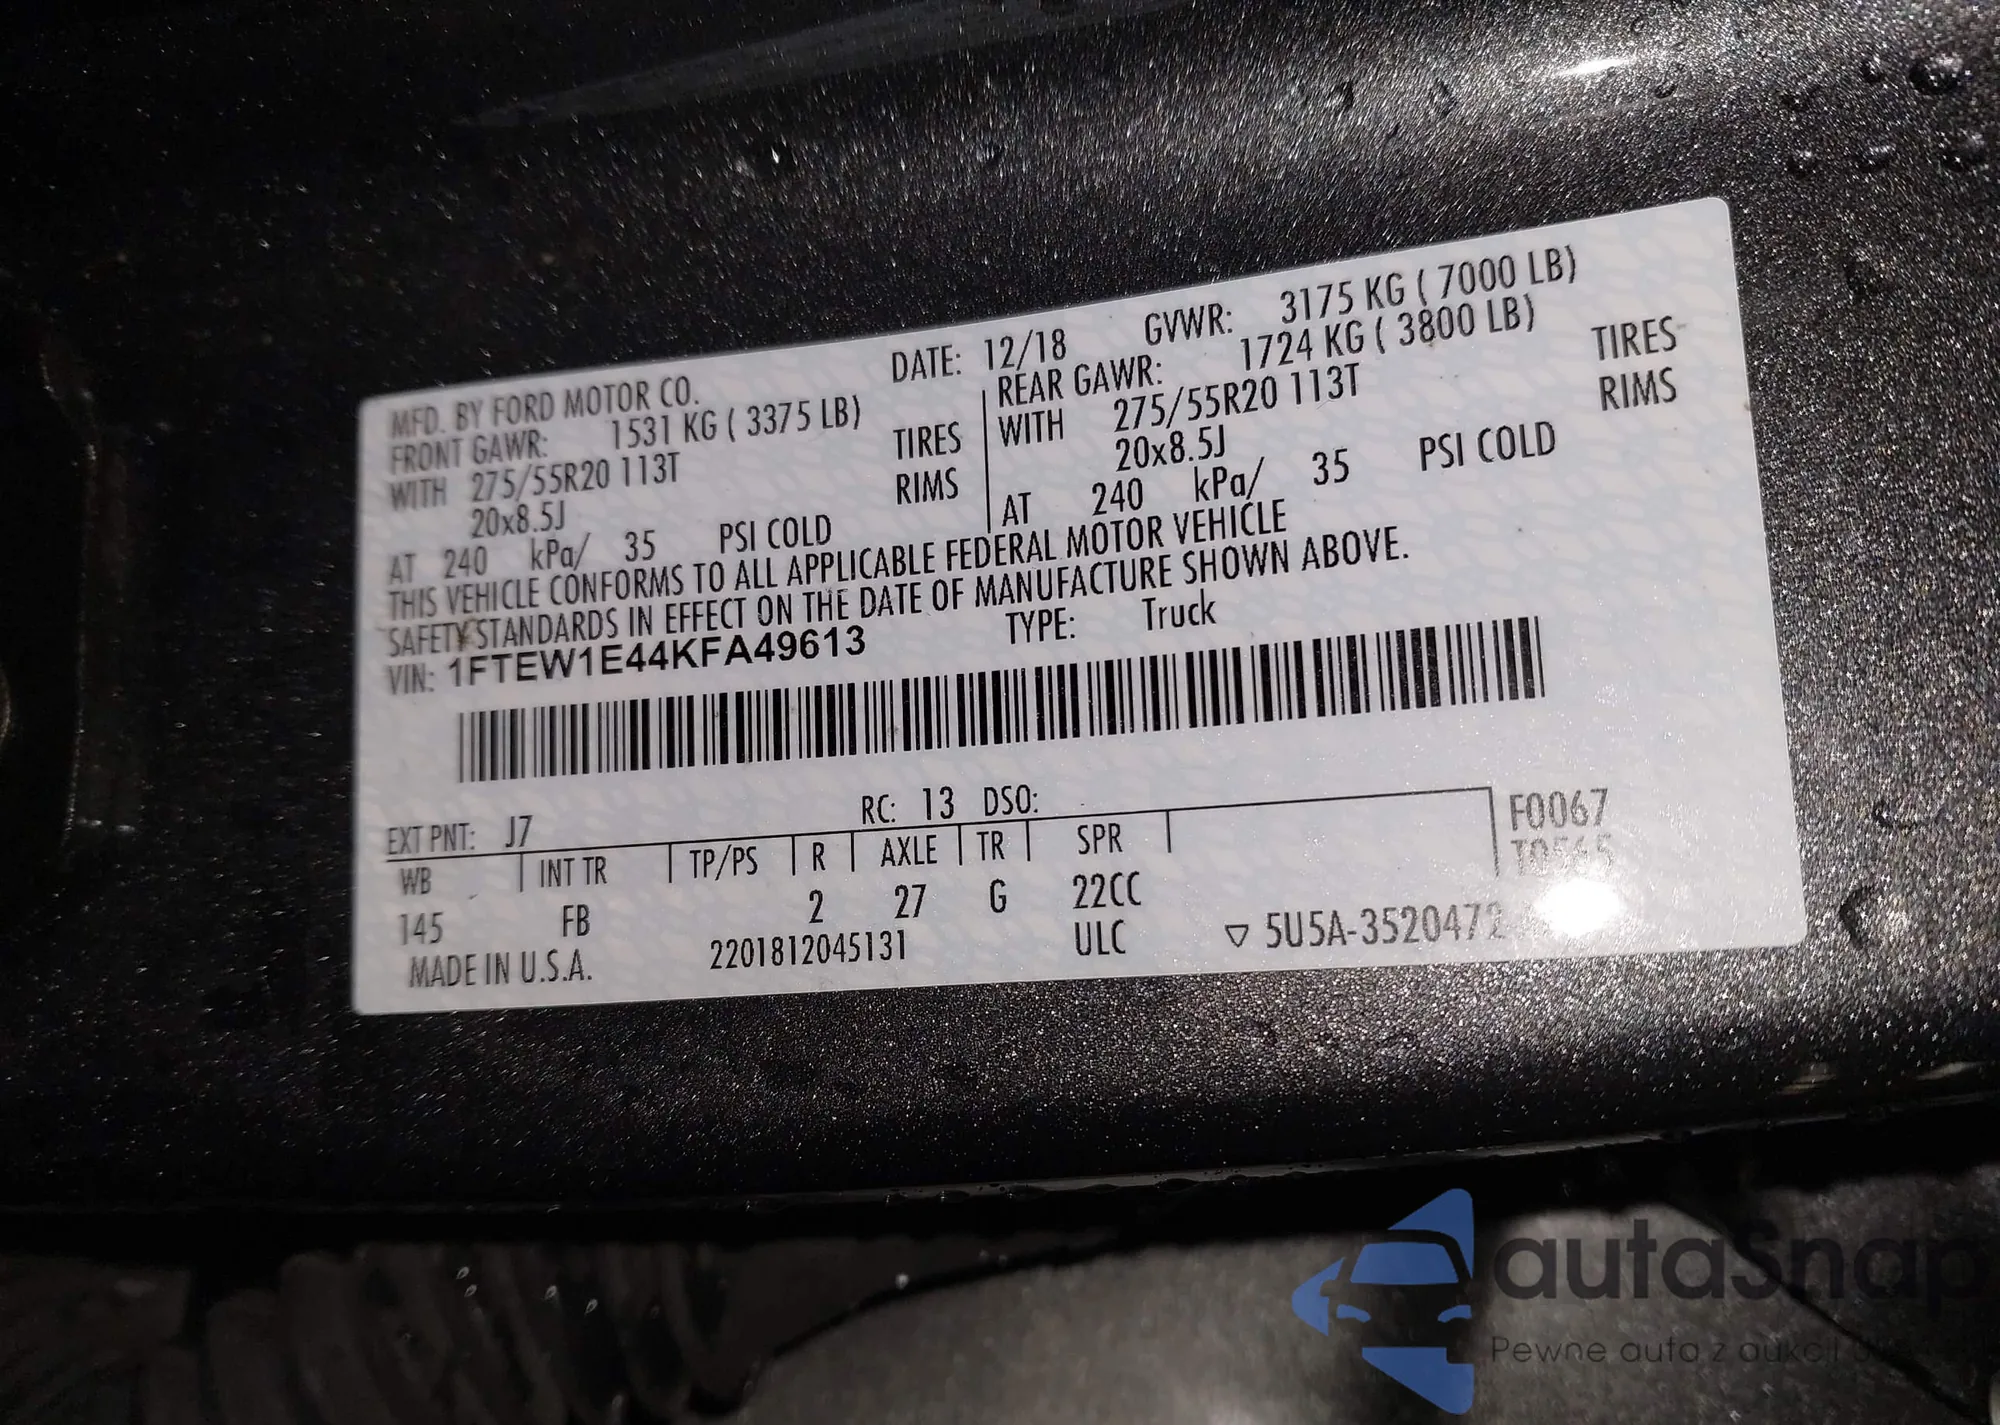 MFD. BY FORD MOTOR CO. DATE: 12/18 GVWR: 3175 KG ( 7000 LB)
FRONT GAWR: 1531 KG ( 3375 LB) REAR GAWR: 1724 KG ( 3800 LB)
WITH 275/55R20 113T TIRES WITH 275/55R20 113T TIRES
20x8.5J RIMS 20x8.5J RIMS
AT 240 kPa/ 35 PSI COLD AT 240 kPa/ 35 PSI COLD
THIS VEHICLE CONFORMS TO ALL APPLICABLE FEDERAL MOTOR VEHICLE
SAFETY STANDARDS IN EFFECT ON THE DATE OF MANUFACTURE SHOWN ABOVE.
VIN: 1FTEW1E44KFA49613 TYPE: Truck
EXT PNT: J7 RC: 13 DSO: F0067
WB INT TR TP/PS R AXLE TR SPR T0565
145 FB 2 27 G 22CC
MADE IN U.S.A. 2201812045131 ULC ▽ 5U5A-3520472
autaSnap
Pewne auta z aukcji